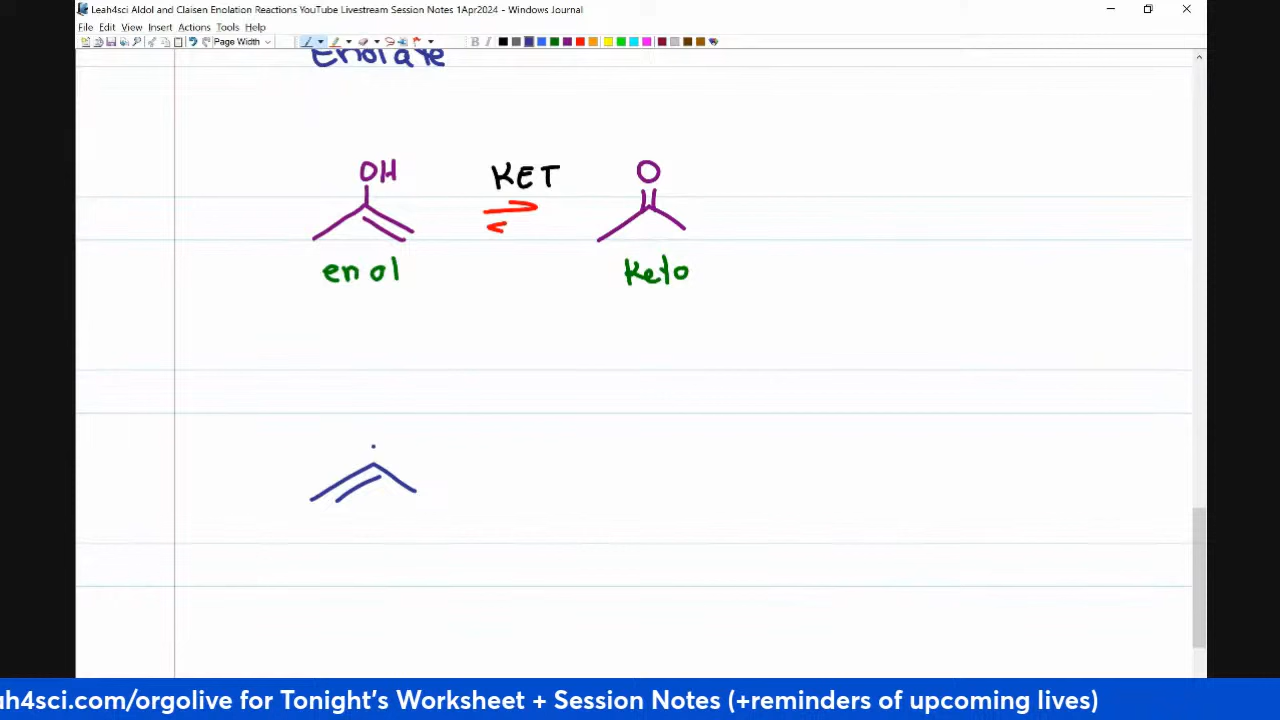 Leah4sci Aldol and Claisen Enolation Reactions YouTube Livestream Session Notes 1Apr2024 - Windows Journal
File Edit View Insert Actions Tools Help
Page Width B I
Enolate
OH KET O
enol Keto
ah4sci.com/orgolive for Tonight's Worksheet + Session Notes (+reminders of upcoming lives)